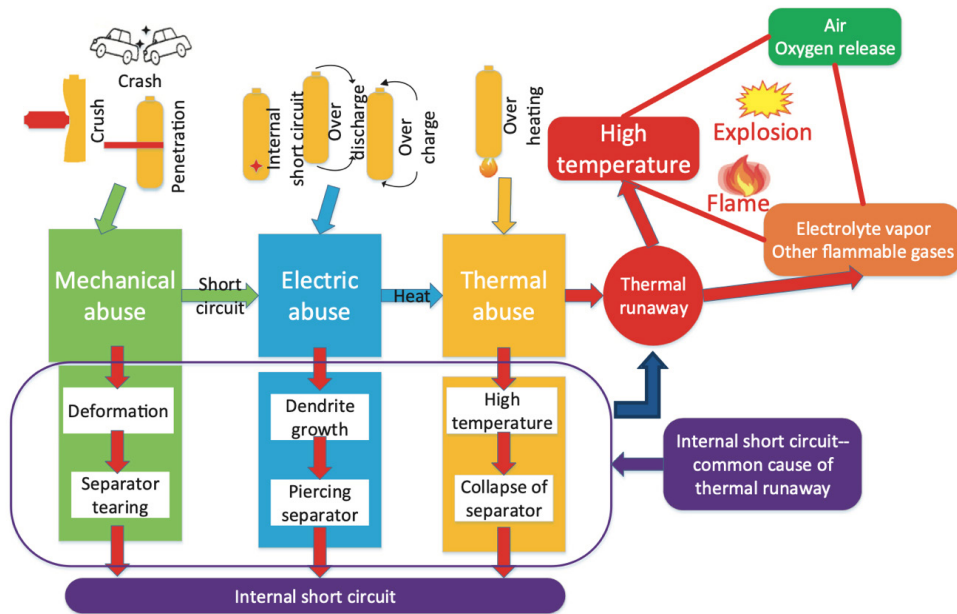 Crash
Crush
Penetration
Internal
short circuit
Over
discharge
Over
charge
Over
heating
Air
Oxygen release
High
temperature
Explosion
Flame
Electrolyte vapor
Other flammable gases
Mechanical
abuse
Short
circuit
Electric
abuse
Heat
Thermal
abuse
Thermal
runaway
Deformation
Separator
tearing
Dendrite
growth
Piercing
separator
High
temperature
Collapse of
separator
Internal short circuit--
common cause of
thermal runaway
Internal short circuit